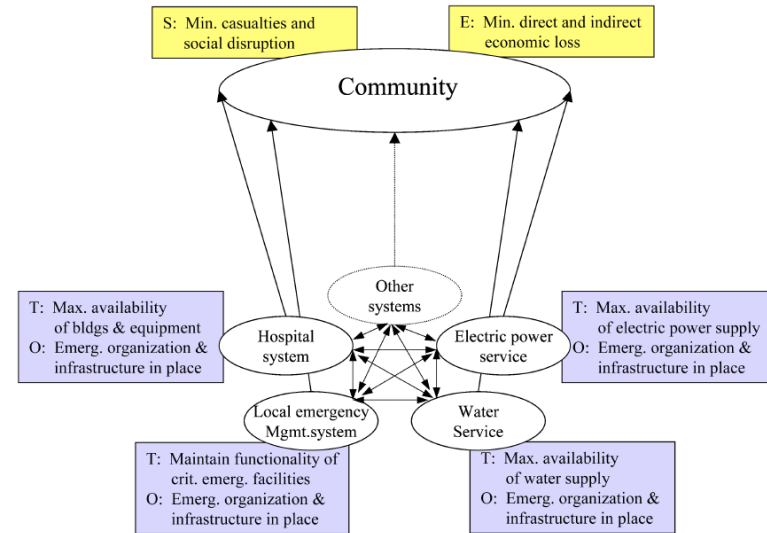 S: Min. casualties and
social disruption
E: Min. direct and indirect
economic loss
Community
Other
systems
T: Max. availability
of bldgs & equipment
O: Emerg. organization &
infrastructure in place
Hospital
system
Electric power
service
T: Max. availability
of electric power supply
O: Emerg. organization &
infrastructure in place
Local emergency
Mgmt.system
Water
Service
T: Maintain functionality of
crit. emerg. facilities
O: Emerg. organization &
infrastructure in place
T: Max. availability
of water supply
O: Emerg. organization &
infrastructure in place